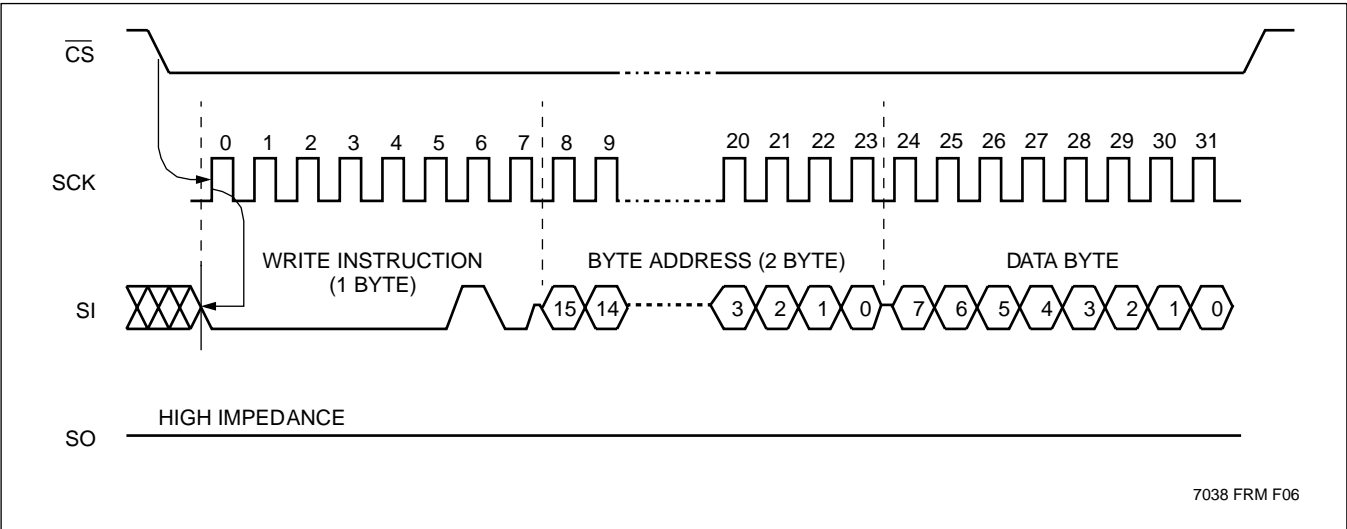 CS
0 1 2 3 4 5 6 7 8 9 20 21 22 23 24 25 26 27 28 29 30 31
SCK
WRITE INSTRUCTION
(1 BYTE)
BYTE ADDRESS (2 BYTE)
DATA BYTE
SI
15 14 3 2 1 0 7 6 5 4 3 2 1 0
HIGH IMPEDANCE
SO
7038 FRM F06